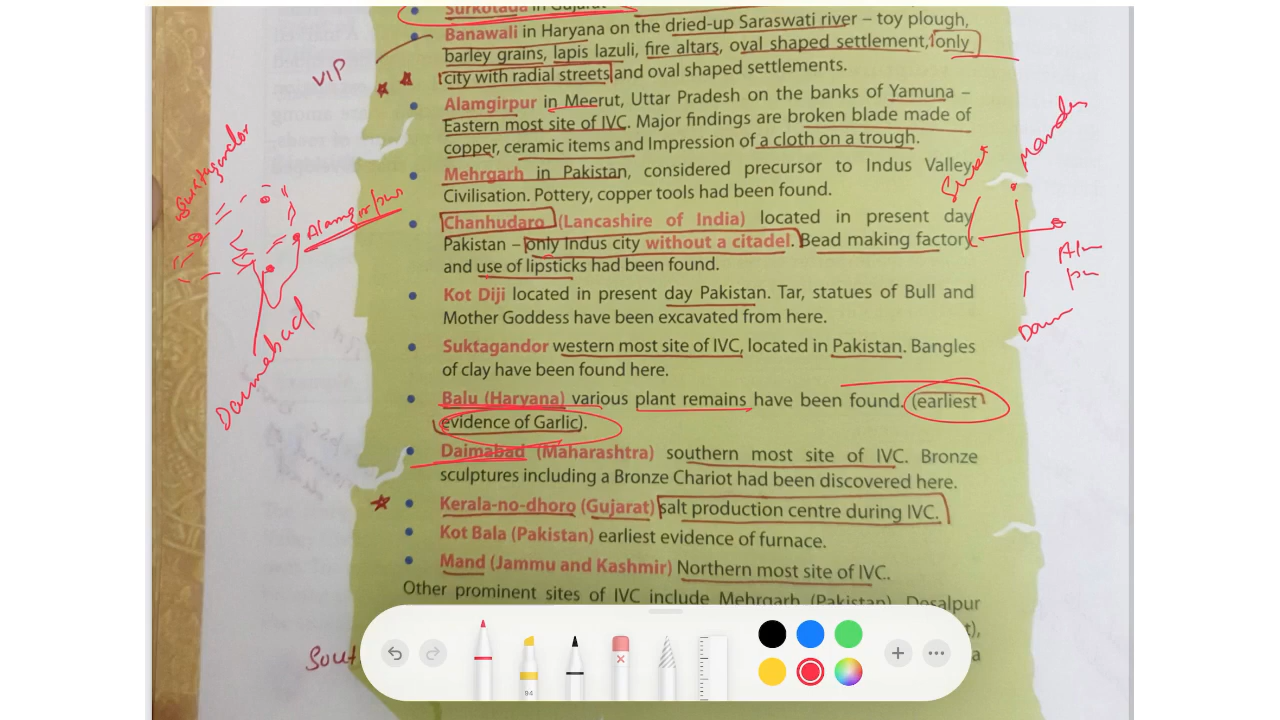 Surkotada in Gujarat
Banawali in Haryana on the dried-up Saraswati river – toy plough,
barley grains, lapis lazuli, fire altars, oval shaped settlement, only
city with radial streets and oval shaped settlements.
VIP
Alamgirpur in Meerut, Uttar Pradesh on the banks of Yamuna –
Eastern most site of IVC. Major findings are broken blade made of
copper, ceramic items and Impression of a cloth on a trough.
Mehrgarh in Pakistan, considered precursor to Indus Valley
Civilisation. Pottery, copper tools had been found.
Chanhudaro (Lancashire of India) located in present day
Pakistan – only Indus city without a citadel. Bead making factory
and use of lipsticks had been found.
Kot Diji located in present day Pakistan. Tar, statues of Bull and
Mother Goddess have been excavated from here.
Suktagandor western most site of IVC, located in Pakistan. Bangles
of clay have been found here.
Balu (Haryana) various plant remains have been found. (earliest
evidence of Garlic).
Daimabad (Maharashtra) southern most site of IVC. Bronze
sculptures including a Bronze Chariot had been discovered here.
Kerala-no-dhoro (Gujarat) salt production centre during IVC.
Kot Bala (Pakistan) earliest evidence of furnace.
Mand (Jammu and Kashmir) Northern most site of IVC.
Other prominent sites of IVC include Mehrgarh (Pakistan), Desalpur
t),
a
Suktagandor
Alamgirpur
Daimabad
Sout
94